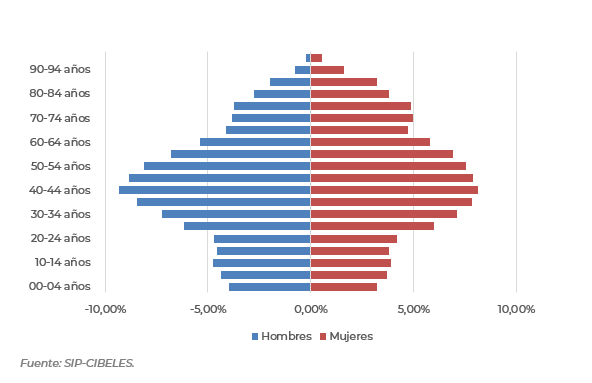 90-94 años
80-84 años
70-74 años
60-64 años
50-54 años
40-44 años
30-34 años
20-24 años
10-14 años
00-04 años
-10,00% -5,00% 0,00% 5,00% 10,00%
Hombres Mujeres
Fuente: SIP-CIBELES.